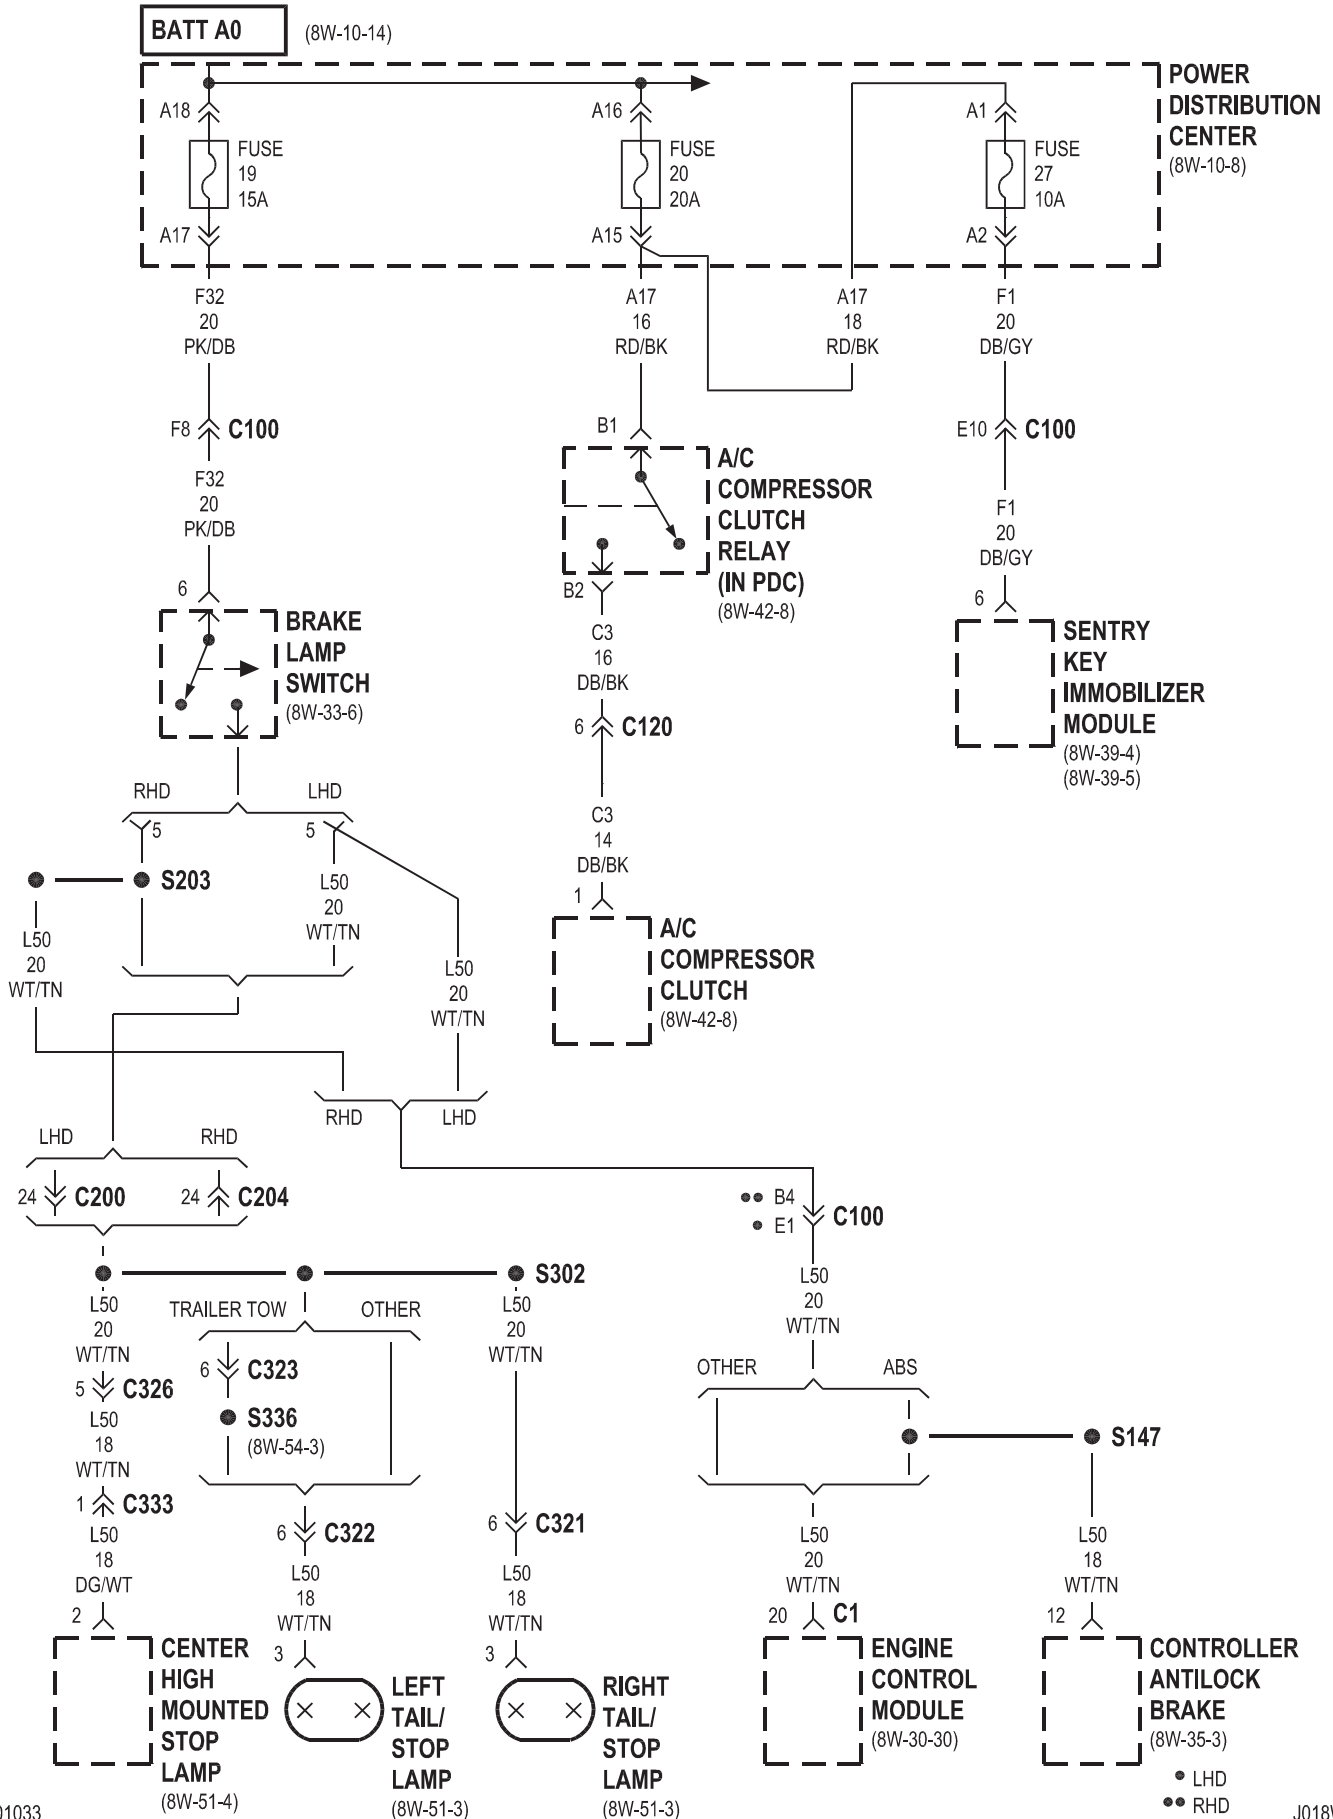 BATT A0
(8W-10-14)
POWER
DISTRIBUTION
CENTER
(8W-10-8)
A18
FUSE
19
15A
A17
A16
FUSE
20
20A
A15
A1
FUSE
27
10A
A2
F32
20
PK/DB
A17
16
RD/BK
A17
18
RD/BK
F1
20
DB/GY
F8
C100
B1
E10
C100
F32
20
PK/DB
A/C
COMPRESSOR
CLUTCH
RELAY
(IN PDC)
(8W-42-8)
F1
20
DB/GY
6
BRAKE
LAMP
SWITCH
(8W-33-6)
B2
C3
16
DB/BK
6
C120
6
SENTRY
KEY
IMMOBILIZER
MODULE
(8W-39-4)
(8W-39-5)
RHD
LHD
5
5
C3
14
DB/BK
1
S203
L50
20
WT/TN
L50
20
WT/TN
L50
20
WT/TN
A/C
COMPRESSOR
CLUTCH
(8W-42-8)
RHD
LHD
LHD
RHD
24
C200
24
C204
B4
E1
C100
S302
L50
20
WT/TN
TRAILER TOW
OTHER
L50
20
WT/TN
L50
20
WT/TN
5
C326
6
C323
OTHER
ABS
L50
18
WT/TN
S336
(8W-54-3)
S147
1
C333
6
C322
6
C321
L50
18
DG/WT
L50
18
WT/TN
L50
18
WT/TN
L50
20
WT/TN
L50
18
WT/TN
2
3
3
20
C1
12
CENTER
HIGH
MOUNTED
STOP
LAMP
(8W-51-4)
LEFT
TAIL/
STOP
LAMP
(8W-51-3)
RIGHT
TAIL/
STOP
LAMP
(8W-51-3)
ENGINE
CONTROL
MODULE
(8W-30-30)
CONTROLLER
ANTILOCK
BRAKE
(8W-35-3)
LHD
RHD
01033
J018W